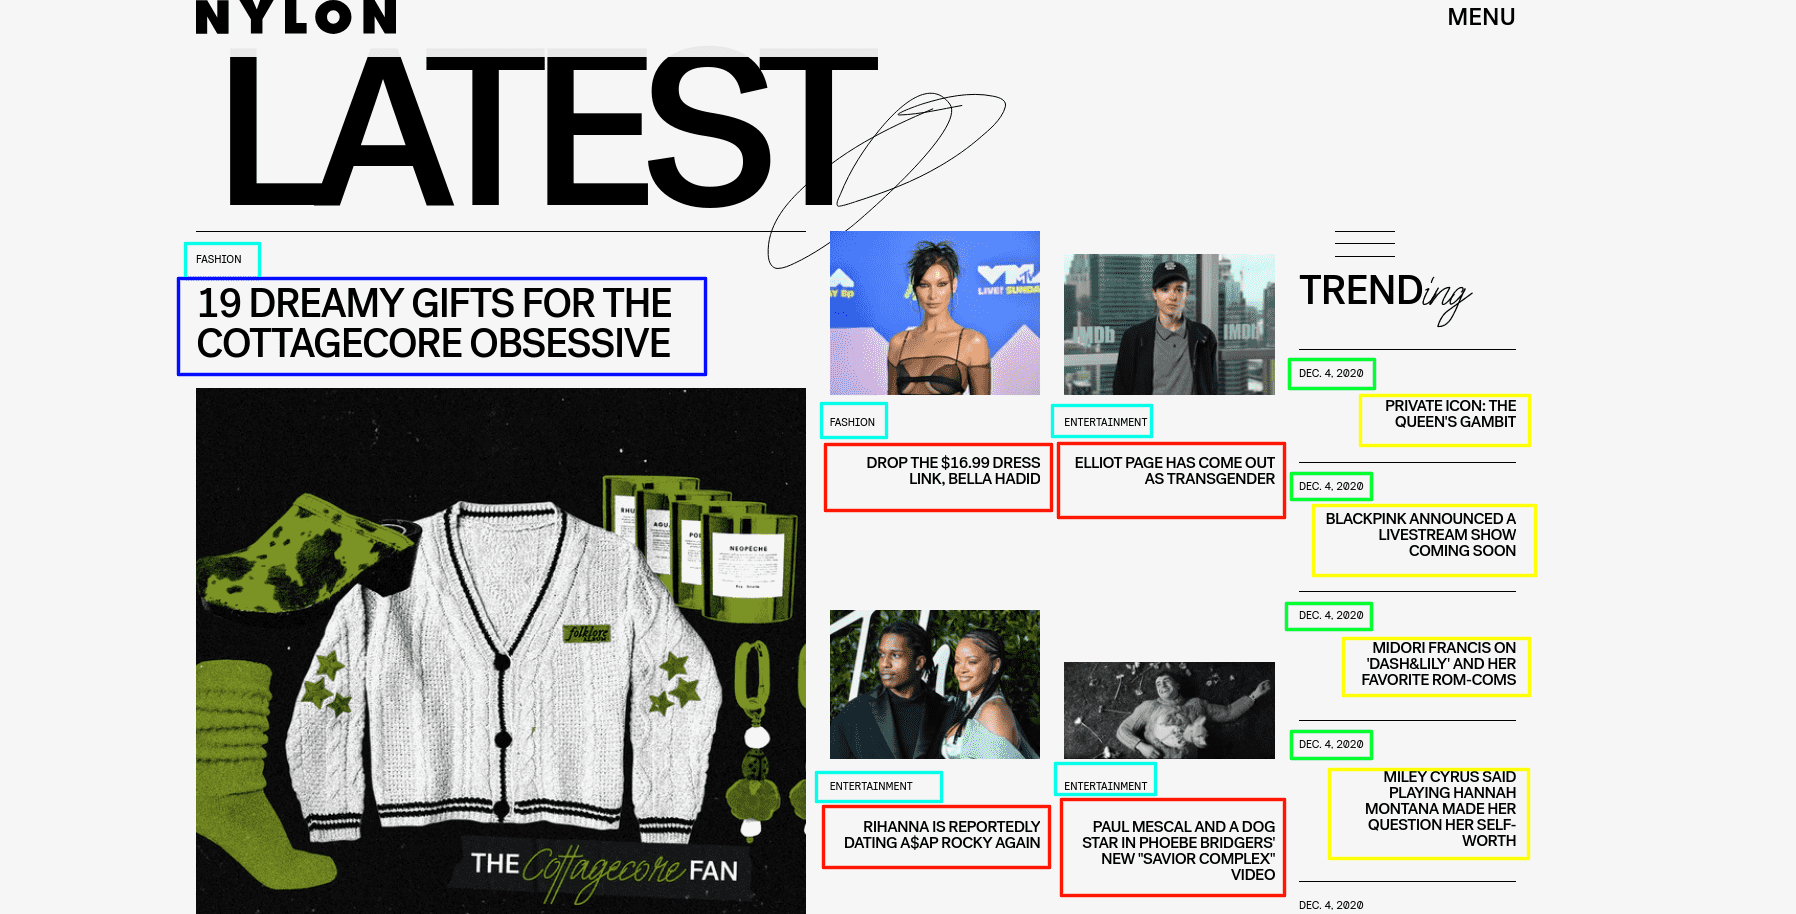 NYLON
MENU
LATEST
FASHION
19 DREAMY GIFTS FOR THE
COTTAGECORE OBSESSIVE
folklore
NEOPÊCHE
THE Cottagecore FAN
LIVE! SUNDA
FASHION
DROP THE $16.99 DRESS
LINK, BELLA HADID
IMDb
IMDb
ENTERTAINMENT
ELLIOT PAGE HAS COME OUT
AS TRANSGENDER
ENTERTAINMENT
RIHANNA IS REPORTEDLY
DATING A$AP ROCKY AGAIN
ENTERTAINMENT
PAUL MESCAL AND A DOG
STAR IN PHOEBE BRIDGERS'
NEW "SAVIOR COMPLEX"
VIDEO
TRENDing
DEC. 4, 2020
PRIVATE ICON: THE
QUEEN'S GAMBIT
DEC. 4, 2020
BLACKPINK ANNOUNCED A
LIVESTREAM SHOW
COMING SOON
DEC. 4, 2020
MIDORI FRANCIS ON
'DASH&LILY' AND HER
FAVORITE ROM-COMS
DEC. 4, 2020
MILEY CYRUS SAID
PLAYING HANNAH
MONTANA MADE HER
QUESTION HER SELF-
WORTH
DEC. 4, 2020